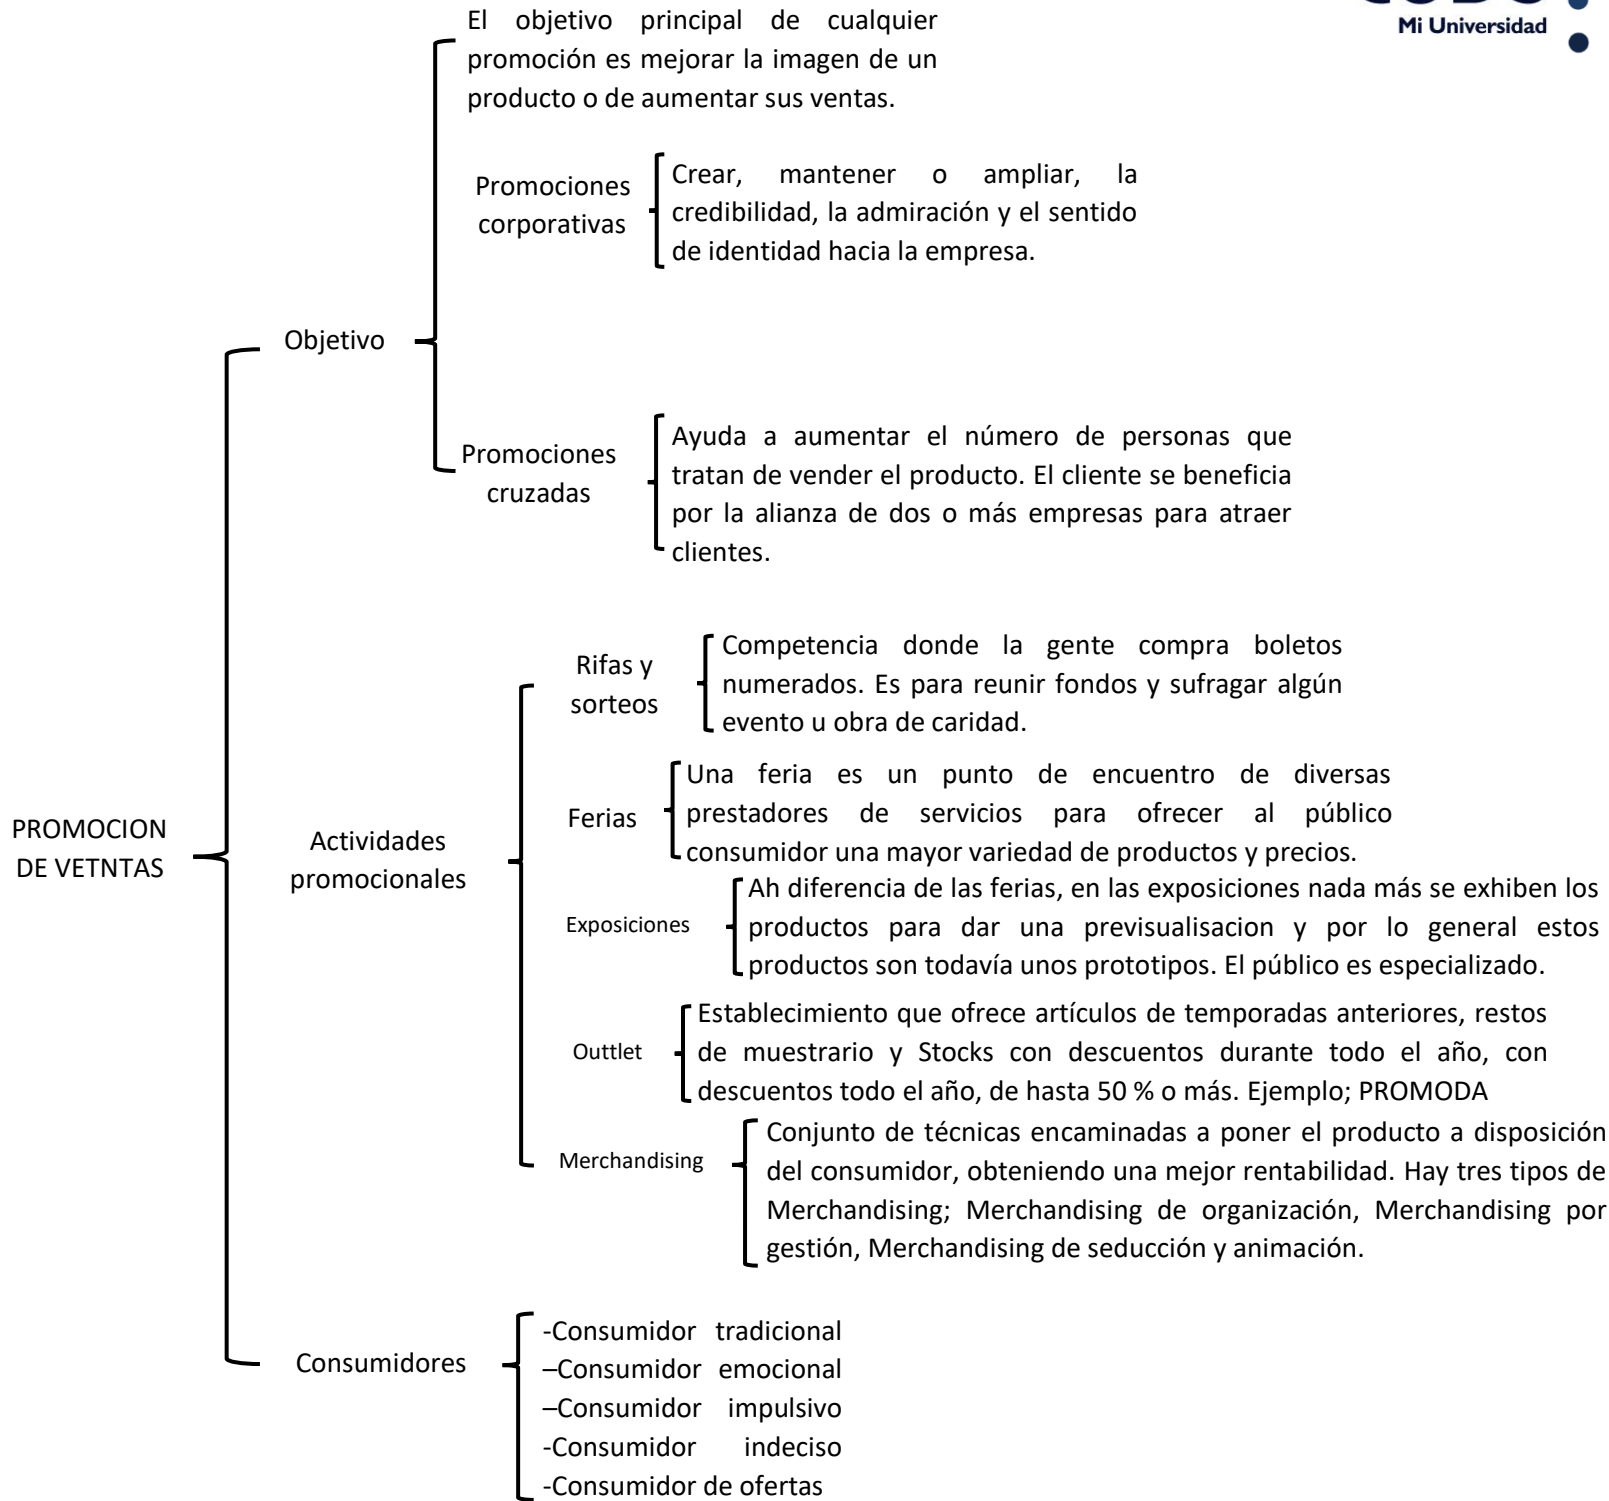 Mi Universidad
El objetivo principal de cualquier
promoción es mejorar la imagen de un
producto o de aumentar sus ventas.
Promociones
corporativas
Crear, mantener o ampliar, la
credibilidad, la admiración y el sentido
de identidad hacia la empresa.
Objetivo
Promociones
cruzadas
Ayuda a aumentar el número de personas que
tratan de vender el producto. El cliente se beneficia
por la alianza de dos o más empresas para atraer
clientes.
Rifas y
sorteos
Competencia donde la gente compra boletos
numerados. Es para reunir fondos y sufragar algún
evento u obra de caridad.
Ferias
Una feria es un punto de encuentro de diversas
prestadores de servicios para ofrecer al público
consumidor una mayor variedad de productos y precios.
PROMOCION
DE VETNTAS
Actividades
promocionales
Exposiciones
Ah diferencia de las ferias, en las exposiciones nada más se exhiben los
productos para dar una previsualisacion y por lo general estos
productos son todavía unos prototipos. El público es especializado.
Outtlet
Establecimiento que ofrece artículos de temporadas anteriores, restos
de muestrario y Stocks con descuentos durante todo el año, con
descuentos todo el año, de hasta 50 % o más. Ejemplo; PROMODA
Merchandising
Conjunto de técnicas encaminadas a poner el producto a disposición
del consumidor, obteniendo una mejor rentabilidad. Hay tres tipos de
Merchandising; Merchandising de organización, Merchandising por
gestión, Merchandising de seducción y animación.
Consumidores
-Consumidor tradicional
–Consumidor emocional
–Consumidor impulsivo
-Consumidor indeciso
-Consumidor de ofertas